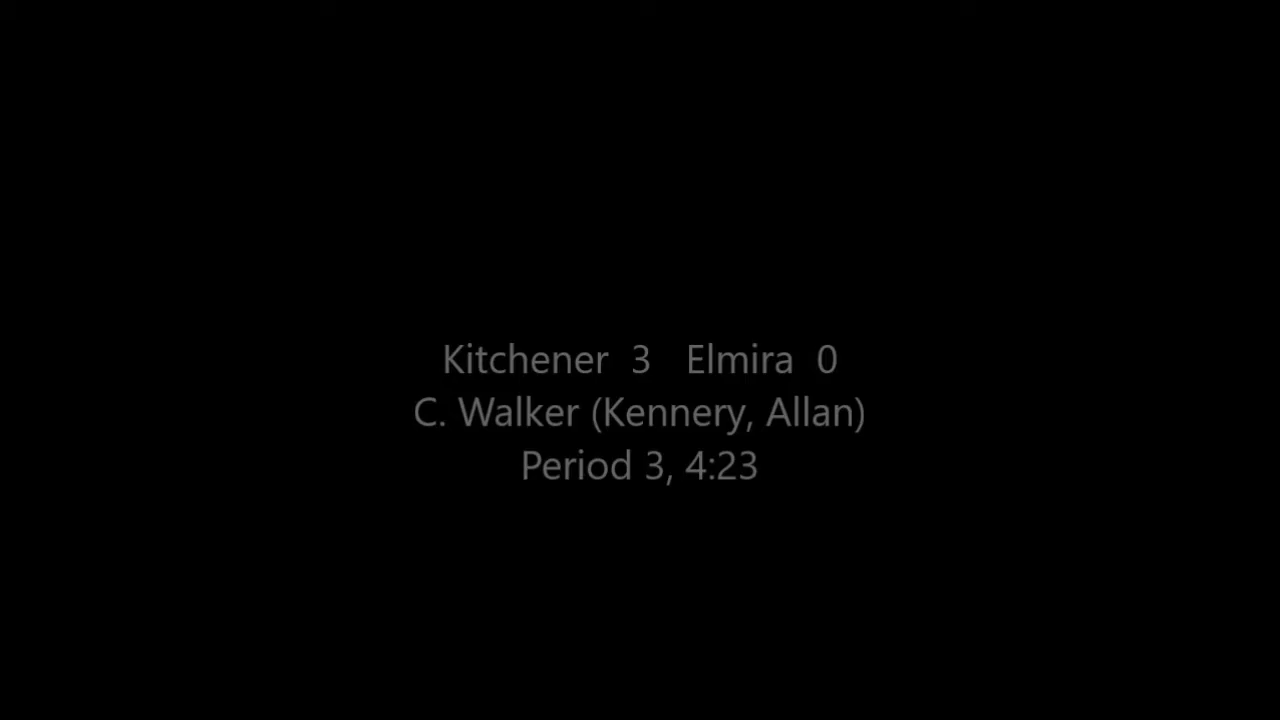 Kitchener 3 Elmira 0
C. Walker (Kennery, Allan)
Period 3, 4:23